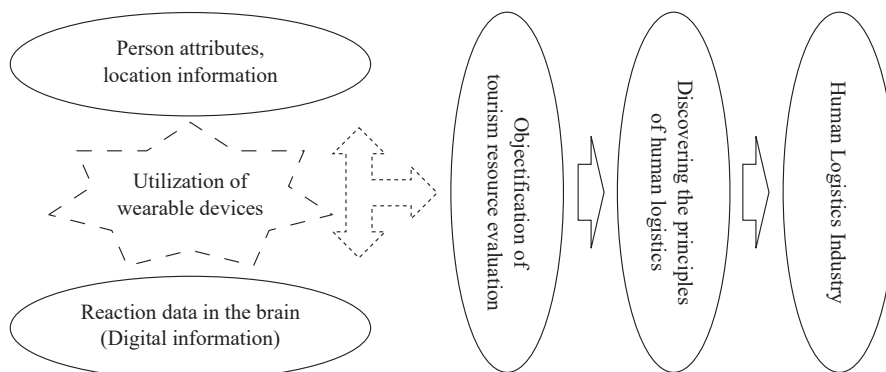 Person attributes,
location information
Utilization of
wearable devices
Reaction data in the brain
(Digital information)
Objectification of
tourism resource evaluation
Discovering the principles
of human logistics
Human Logistics Industry